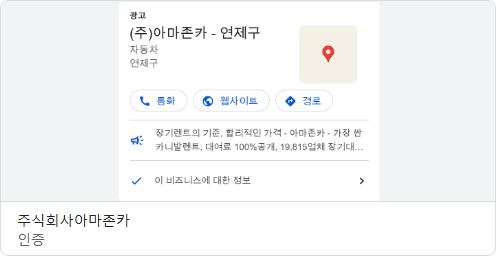 광고
(주)아마존카 - 연제구
자동차
연제구
통화
웹사이트
경로
장기렌트의 기준, 합리적인 가격 - 아마존카 - 가장 싼
카니발렌트, 대여료 100%공개, 19,815업체 장기대...
이 비즈니스에 대한 정보
주식회사아마존카
인증